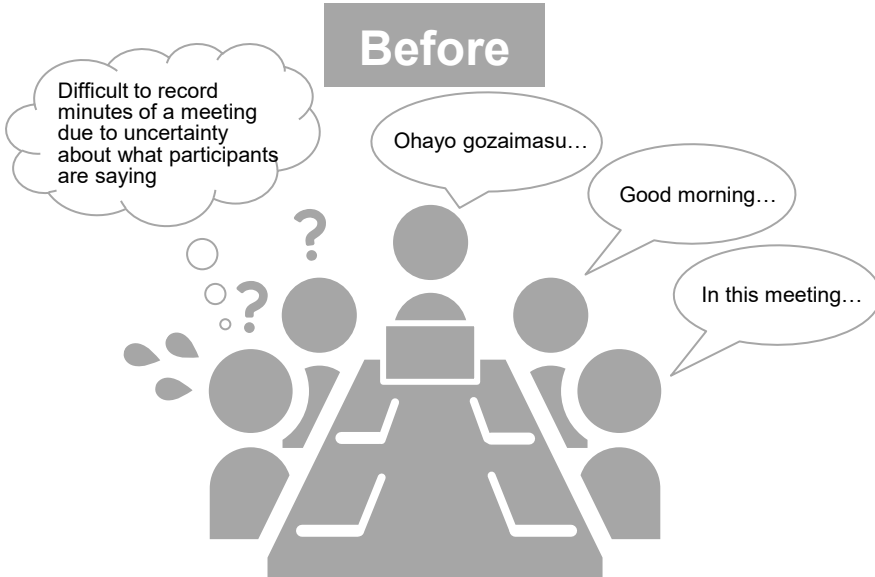 Before
Difficult to record
minutes of a meeting
due to uncertainty
about what participants
are saying
Ohayo gozaimasu…
Good morning…
In this meeting…
?
?